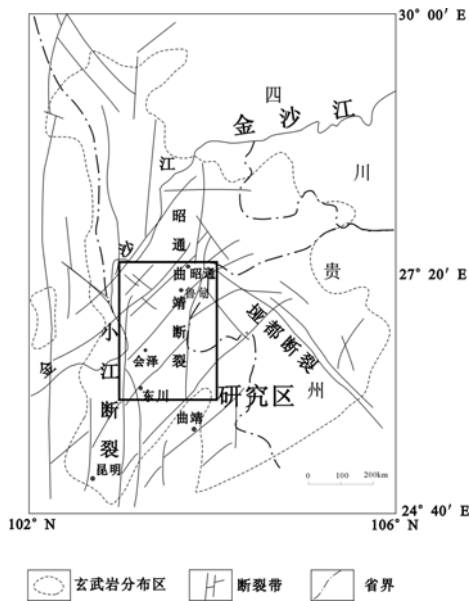 30° 00′ E
四
金沙江
江
川
昭通
沙
曲
昭通
27° 20′ E
鲁甸
贵
靖断裂
小江断裂
垭都断裂
会泽
金
东川
研究区
州
曲靖
昆明
0 100 200km
24° 40′ E
102° N
106° N
玄武岩分布区
断裂带
省界